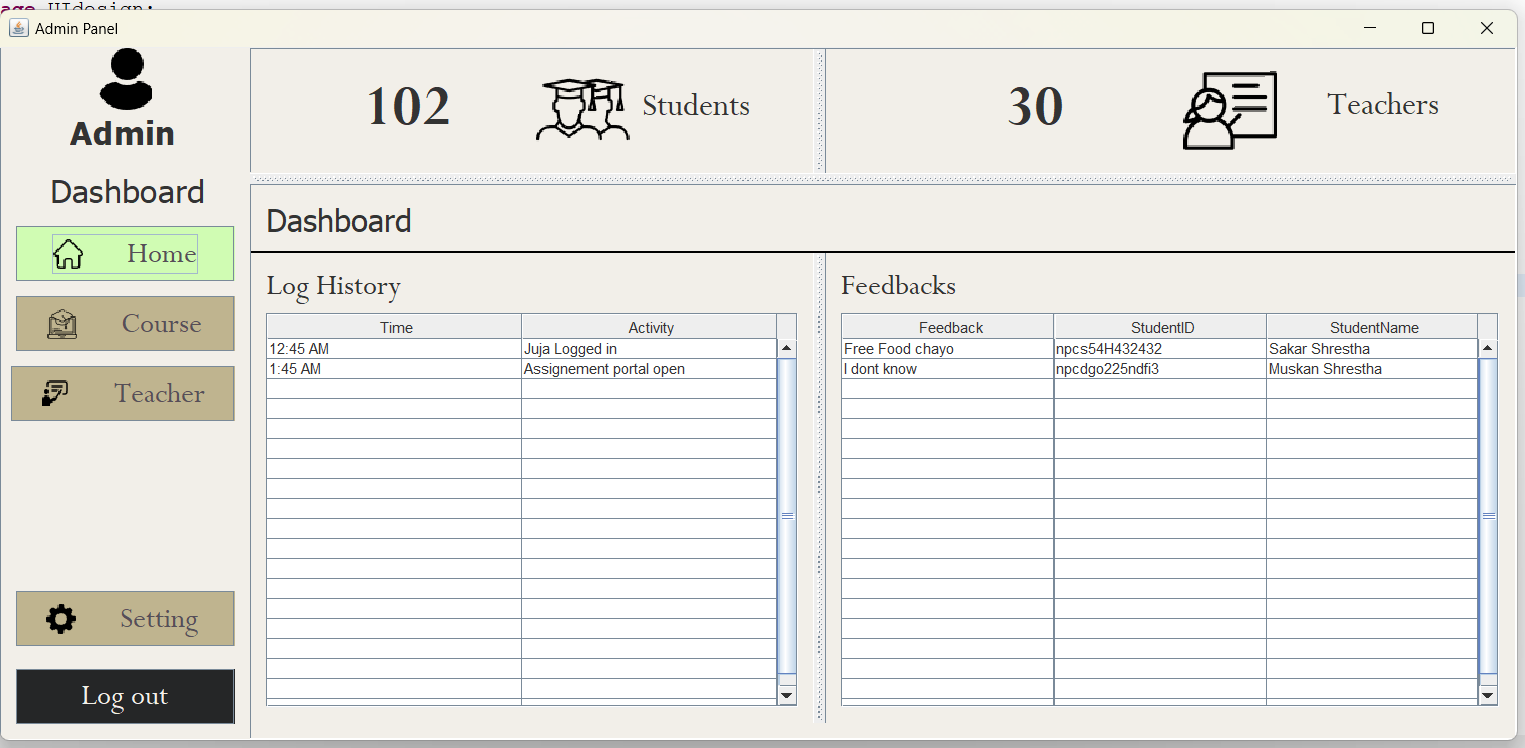 age UIdesign;
Admin Panel
Admin
Dashboard
Home
Course
Teacher
Setting
Log out
102 Students
30 Teachers
Dashboard
Log History
Time Activity
12:45 AM Juja Logged in
1:45 AM Assignement portal open
Feedbacks
Feedback StudentID StudentName
Free Food chayo npcs54H432432 Sakar Shrestha
I dont know npcdgo225ndfi3 Muskan Shrestha